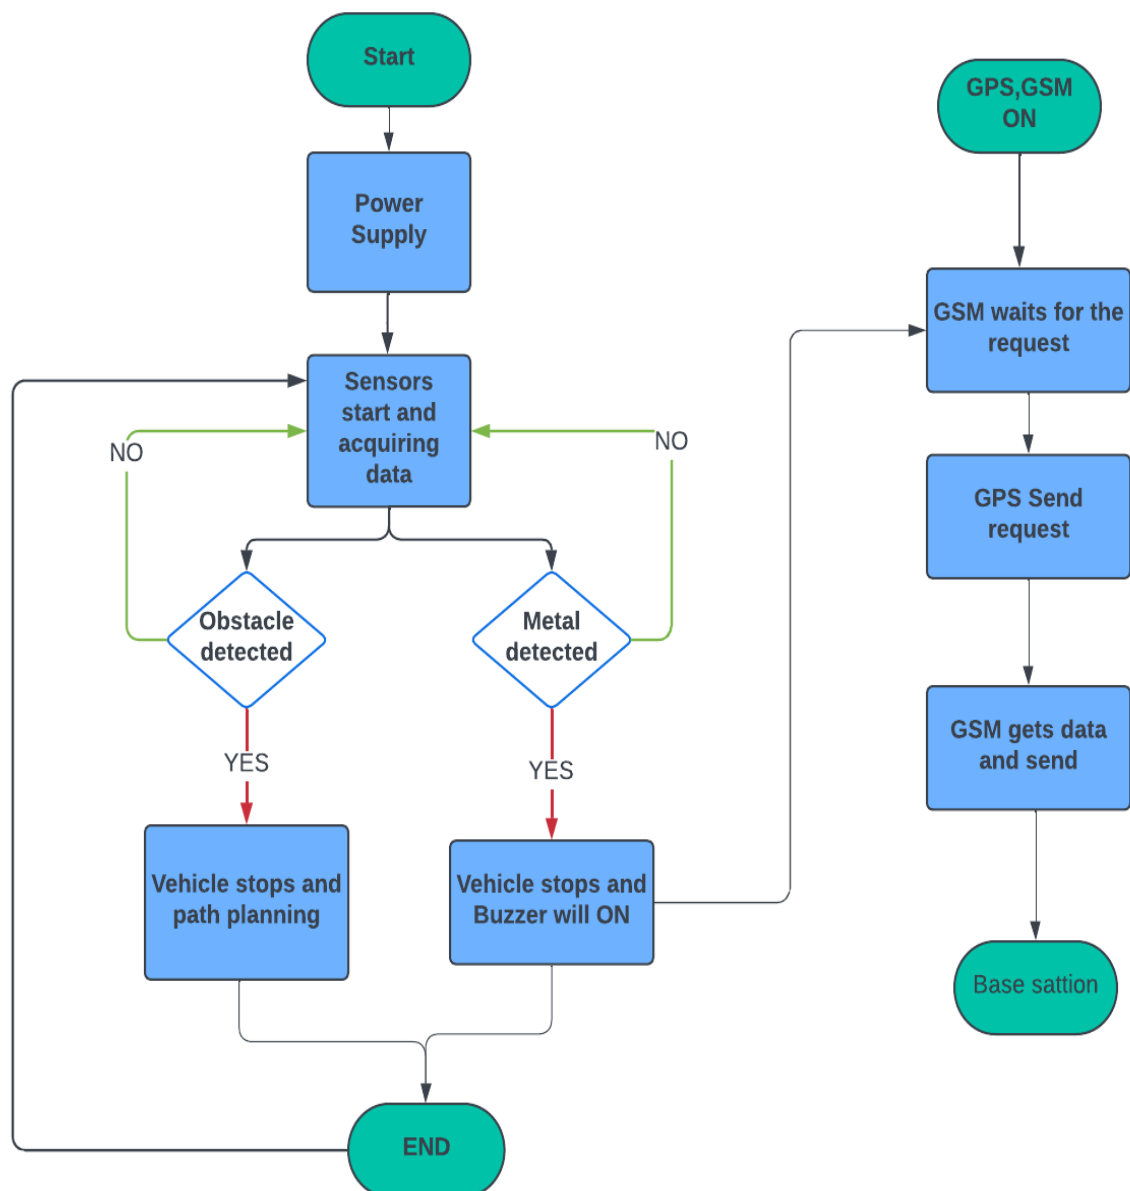 Start
Power
Supply
Sensors
start and
acquiring
data
NO
NO
Obstacle
detected
Metal
detected
YES
YES
Vehicle stops and
path planning
Vehicle stops and
Buzzer will ON
END
GPS,GSM
ON
GSM waits for the
request
GPS Send
request
GSM gets data
and send
Base sattion